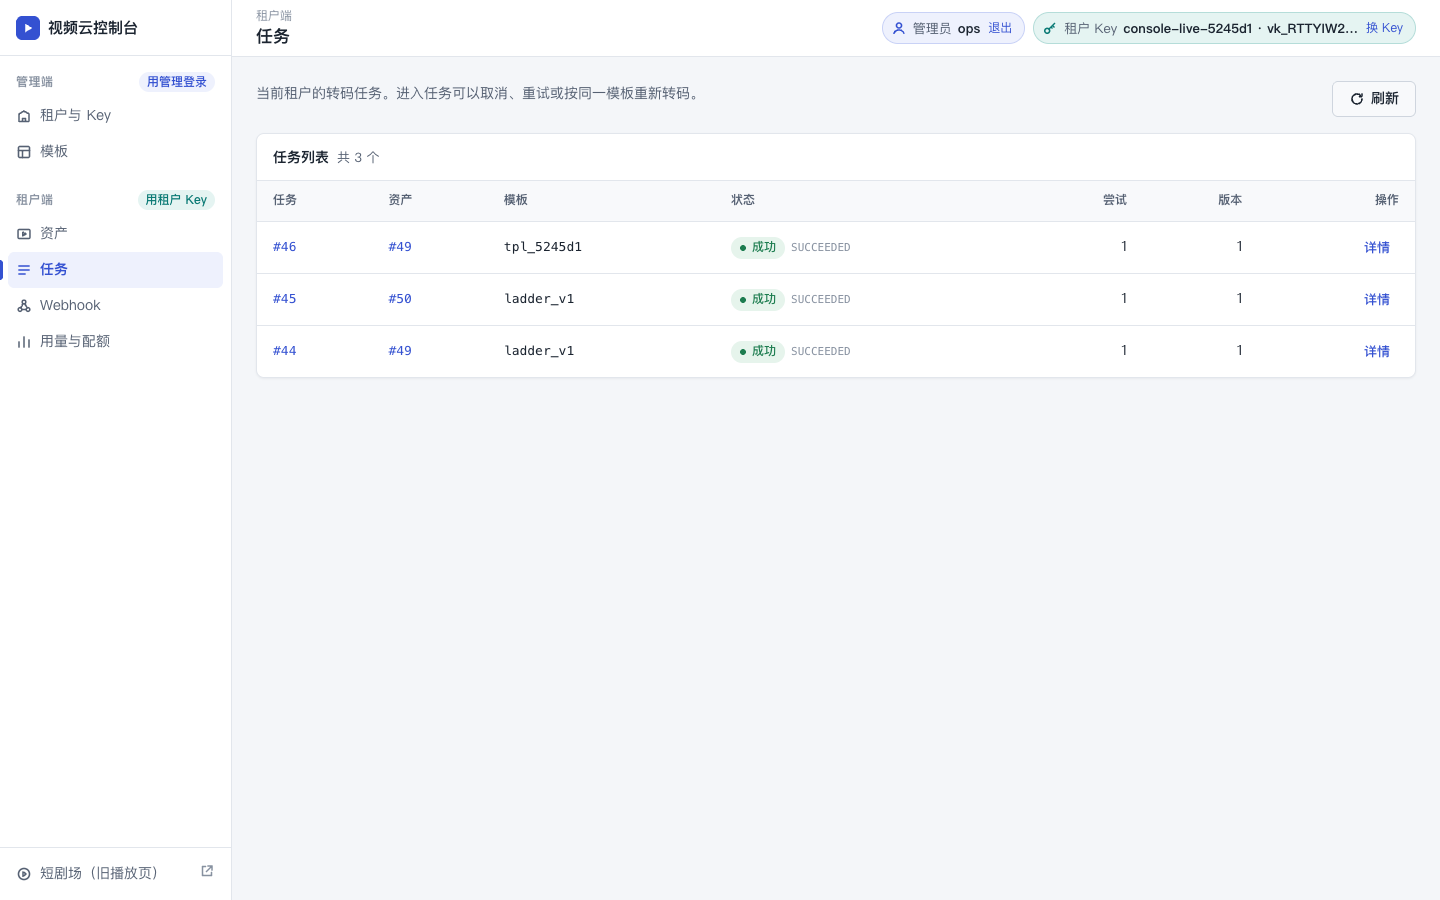 视频云控制台
管理端 用管理登录
租户与 Key
模板
租户端 用租户 Key
资产
任务
Webhook
用量与配额
短剧场（旧播放页）
租户端
任务
管理员 ops 退出
租户 Key console-live-5245d1 · vk_RTTYIW2... 换 Key
当前租户的转码任务。进入任务可以取消、重试或按同一模板重新转码。
刷新
任务列表 共 3 个
任务 资产 模板 状态 尝试 版本 操作
#46 #49 tpl_5245d1 成功 SUCCEEDED 1 1 详情
#45 #50 ladder_v1 成功 SUCCEEDED 1 1 详情
#44 #49 ladder_v1 成功 SUCCEEDED 1 1 详情